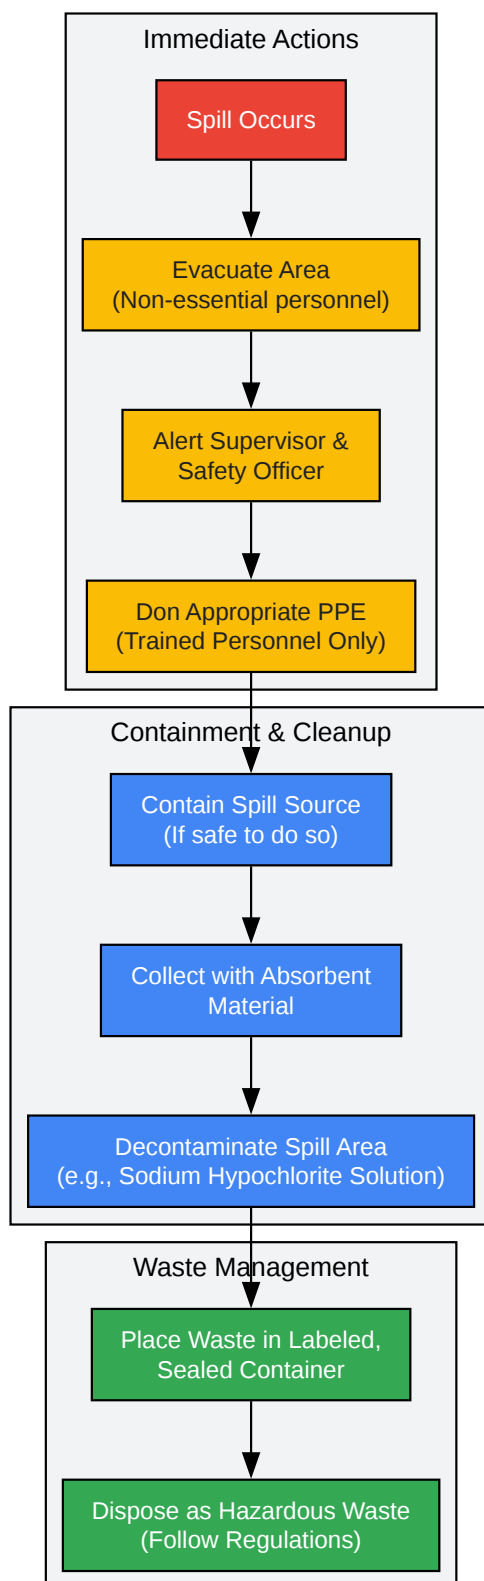 Immediate Actions
Spill Occurs
Evacuate Area
(Non-essential personnel)
Alert Supervisor &
Safety Officer
Don Appropriate PPE
(Trained Personnel Only)
Containment & Cleanup
Contain Spill Source
(If safe to do so)
Collect with Absorbent
Material
Decontaminate Spill Area
(e.g., Sodium Hypochlorite Solution)
Waste Management
Place Waste in Labeled,
Sealed Container
Dispose as Hazardous Waste
(Follow Regulations)